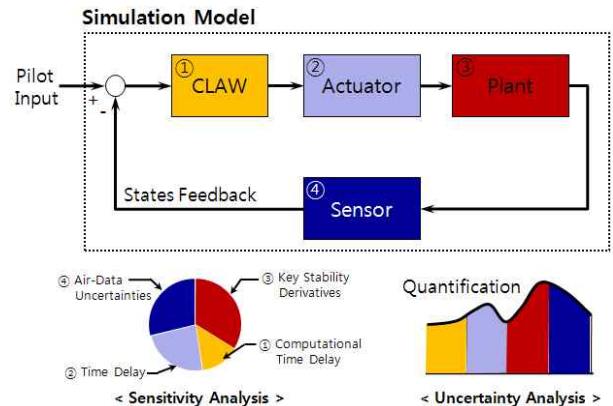 Simulation Model
Pilot
Input
+
-
①
CLAW
②
Actuator
③
Plant
④
Sensor
States Feedback
④ Air-Data
Uncertainties
③ Key Stability
Derivatives
① Computational
Time Delay
② Time Delay
< Sensitivity Analysis >
Quantification
< Uncertainty Analysis >